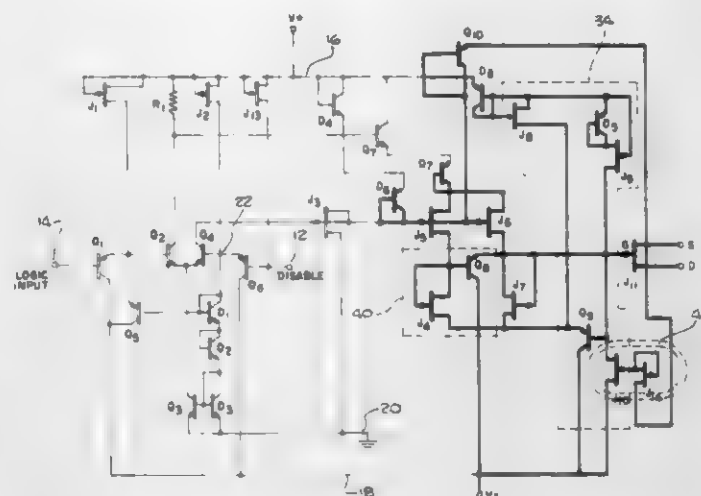 V+
16
Q10
34
D8
J1
R1
J2
J13
D4
Q7
J8
D5
J9
14
22
12
J3
D6
Q7
J5
J6
Q1
Q2
Q4
Q6
LOGIC
INPUT
DISABLE
G
S
D
J11
Q8
J7
40
J4
Q5
D1
D2
Q9
4
Q3
D3
20
18